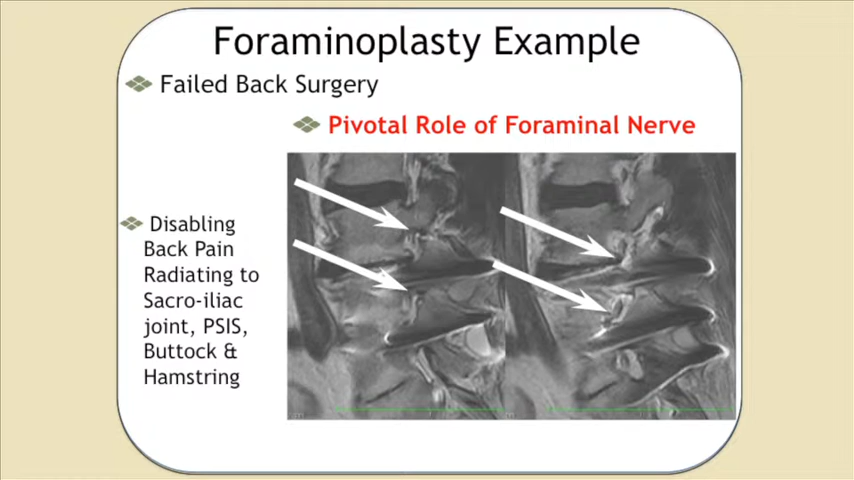 Foraminoplasty Example
Failed Back Surgery
Pivotal Role of Foraminal Nerve
Disabling
Back Pain
Radiating to
Sacro-iliac
joint, PSIS,
Buttock &
Hamstring